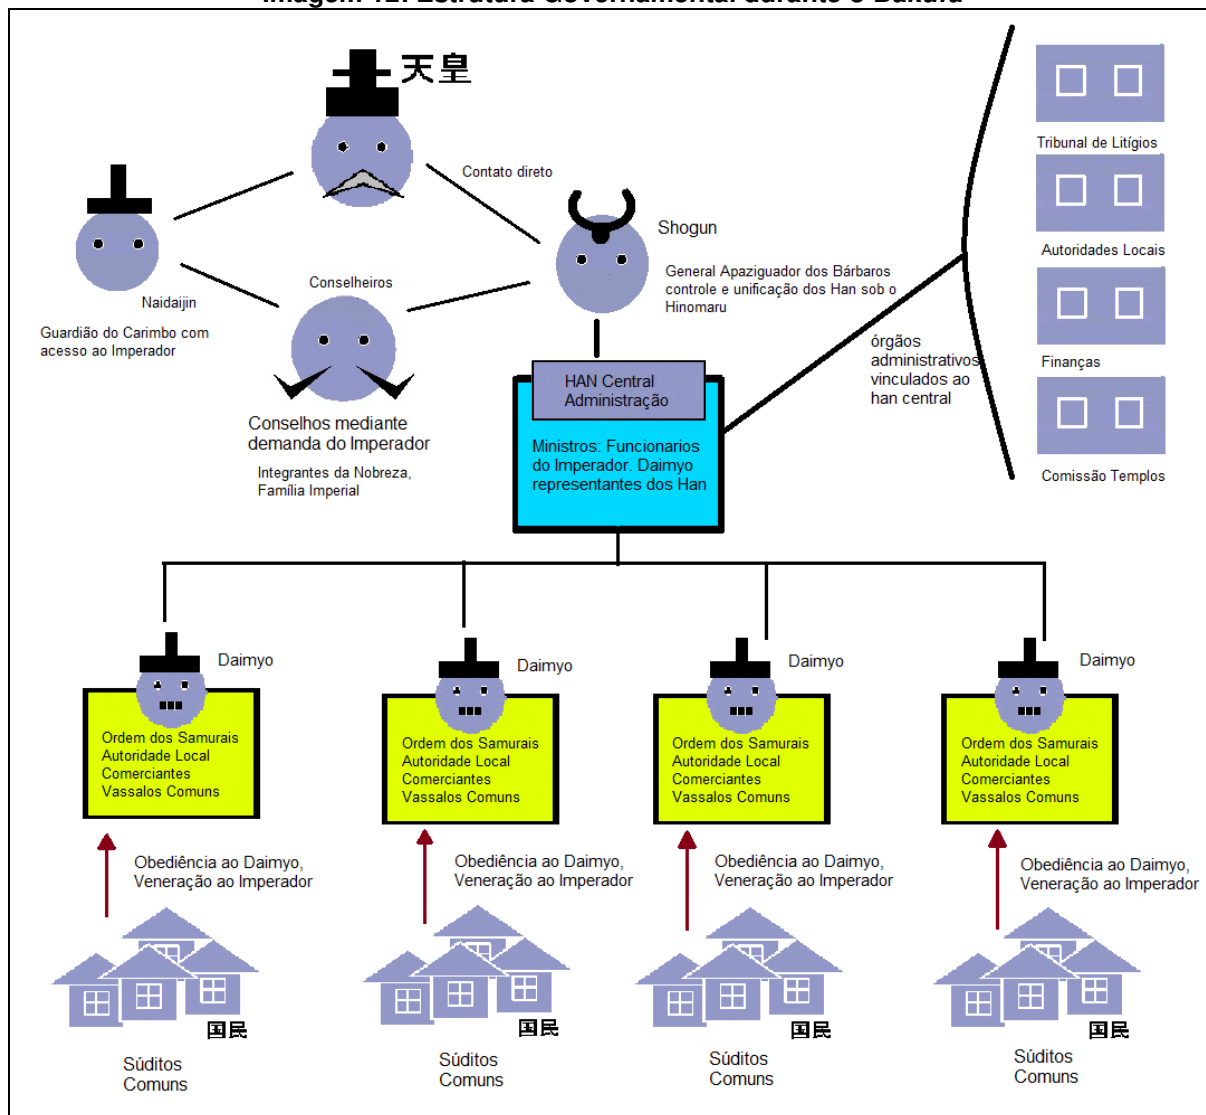 Imagem 12: Estrutura Governamental durante o Bakufu
天皇
Contato direto
Shogun
General Apaziguador dos Bárbaros
controle e unificação dos Han sob o
Hinomaru
Naidaijin
Guardião do Carimbo com
acesso ao Imperador
Conselheiros
Conselhos mediante
demanda do Imperador
Integrantes da Nobreza,
Família Imperial
HAN Central
Administração
Ministros: Funcionarios
do Imperador. Daimyo
representantes dos Han
órgãos
administrativos
vinculados ao
han central
Tribunal de Litígios
Autoridades Locais
Finanças
Comissão Templos
Daimyo
Ordem dos Samurais
Autoridade Local
Comerciantes
Vassalos Comuns
Obediência ao Daimyo,
Veneração ao Imperador
国民
Súditos
Comuns
Daimyo
Ordem dos Samurais
Autoridade Local
Comerciantes
Vassalos Comuns
Obediência ao Daimyo,
Veneração ao Imperador
国民
Súditos
Comuns
Daimyo
Ordem dos Samurais
Autoridade Local
Comerciantes
Vassalos Comuns
Obediência ao Daimyo,
Veneração ao Imperador
国民
Súditos
Comuns
Daimyo
Ordem dos Samurais
Autoridade Local
Comerciantes
Vassalos Comuns
Obediência ao Daimyo,
Veneração ao Imperador
国民
Súditos
Comuns